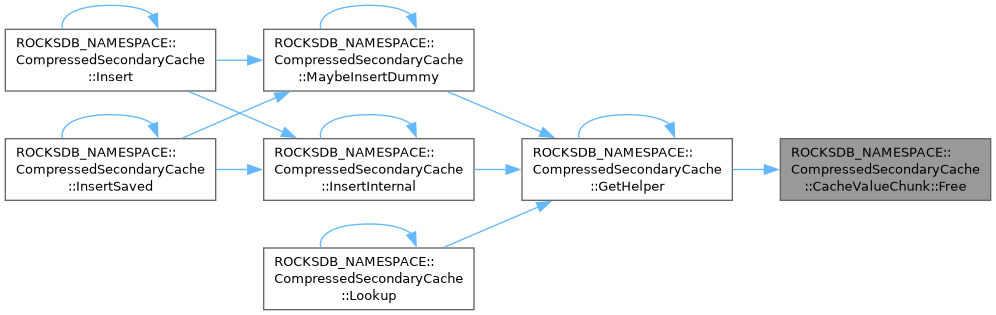 ROCKSDB_NAMESPACE::
CompressedSecondaryCache
::Insert
ROCKSDB_NAMESPACE::
CompressedSecondaryCache
::MaybeInsertDummy
ROCKSDB_NAMESPACE::
CompressedSecondaryCache
::InsertSaved
ROCKSDB_NAMESPACE::
CompressedSecondaryCache
::InsertInternal
ROCKSDB_NAMESPACE::
CompressedSecondaryCache
::GetHelper
ROCKSDB_NAMESPACE::
CompressedSecondaryCache
::CacheValueChunk::Free
ROCKSDB_NAMESPACE::
CompressedSecondaryCache
::Lookup